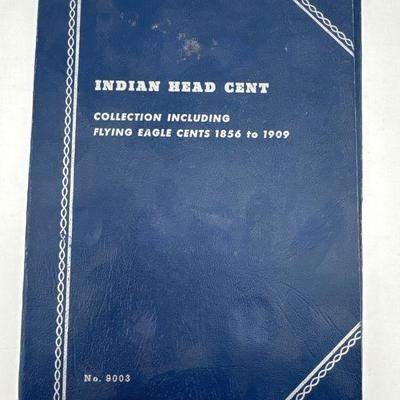 INDIAN HEAD CENT
COLLECTION INCLUDING
FLYING EAGLE CENTS 1856 to 1909
No. 9003